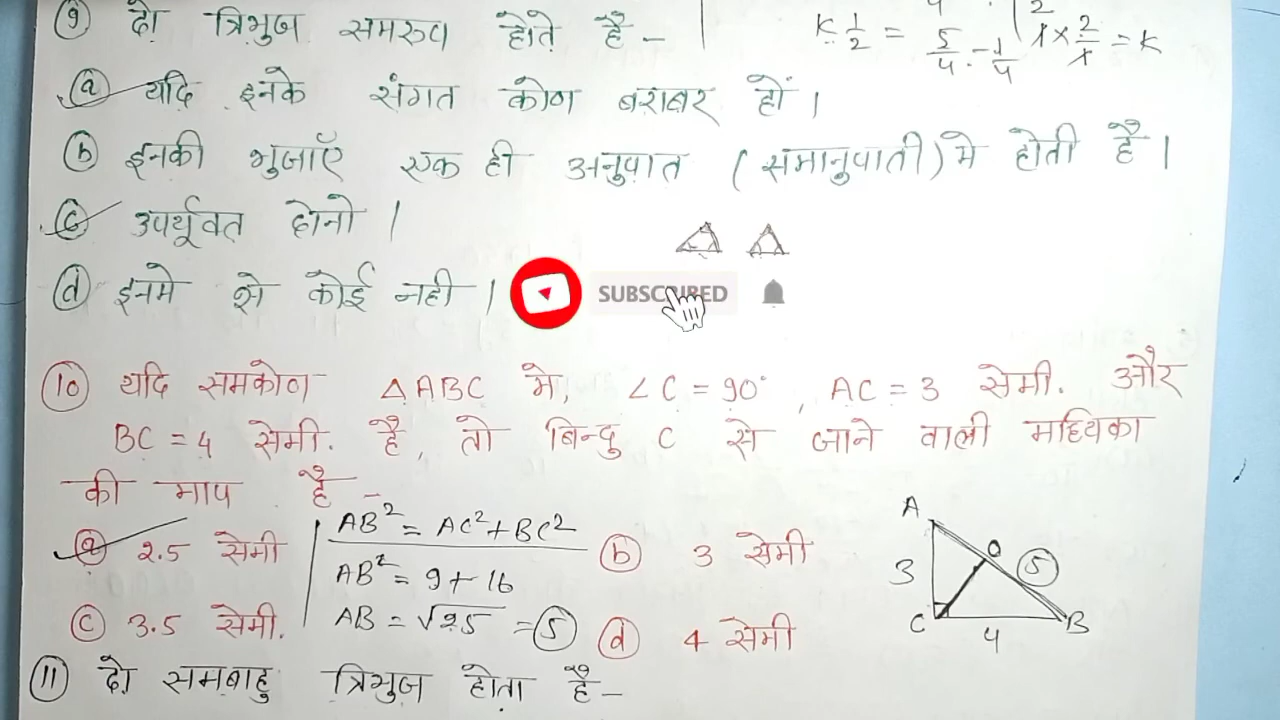 9 दो त्रिभुज समरुप होते है -
K 1/2 = 5/4 - 1/4
x × 2/x = K
a यदि इनके संगत कोण बराबर हों।
b इनकी भुजाएँ एक ही अनुपात (समानुपाती) मे होती है।
c उपर्यूक्त दोनो।
d इनमे से कोई नही।
SUBSCRIBED
10 यदि समकोण △ABC मे, ∠C = 90°, AC = 3 सेमी. और
BC = 4 सेमी. है, तो बिन्दु C से जाने वाली मध्यिका
की माप है -
a 2.5 सेमी
AB² = AC² + BC²
b 3 सेमी
AB² = 9 + 16
c 3.5 सेमी.
AB = √25 = 5
d 4 सेमी
A
O
3
5
C
4
B
11 दो समबाहु त्रिभुज होता है -